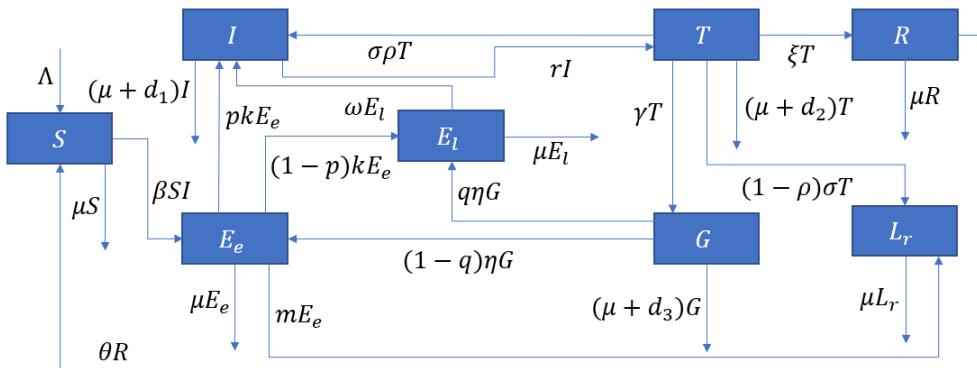 I
T
R
σρT
ξT
rI
Λ
(μ + d₁)I
pkEₑ
ωEₗ
γT
(μ + d₂)T
μR
S
Eₗ
μEₗ
(1 − p)kEₑ
μS
βSI
qηG
(1 − ρ)σT
Eₑ
G
Lᵣ
(1 − q)ηG
μEₑ
mEₑ
(μ + d₃)G
μLᵣ
θR